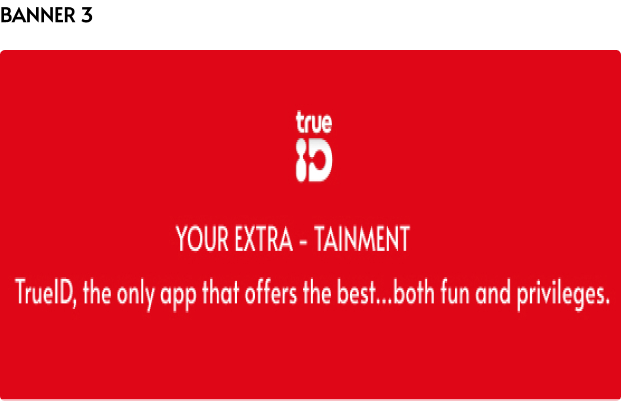 BANNER 3
true
iD
YOUR EXTRA - TAINMENT
TrueID, the only app that offers the best...both fun and privileges.